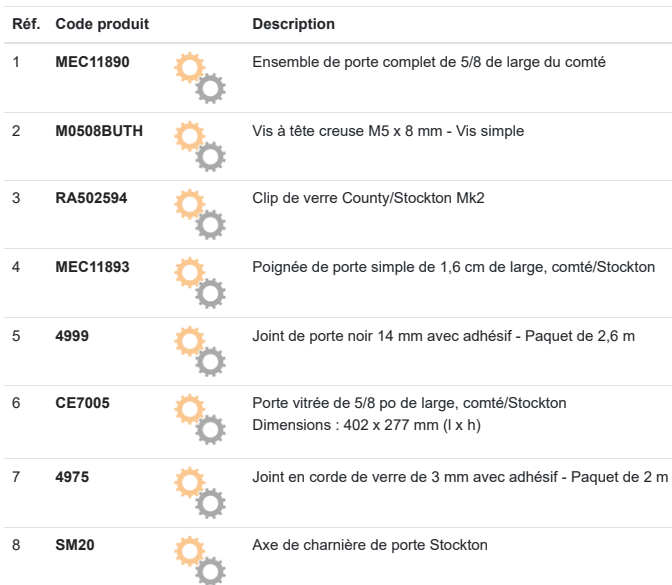 Réf. Code produit Description
1 MEC11890 Ensemble de porte complet de 5/8 de large du comté
2 M0508BUTH Vis à tête creuse M5 x 8 mm - Vis simple
3 RA502594 Clip de verre County/Stockton Mk2
4 MEC11893 Poignée de porte simple de 1,6 cm de large, comté/Stockton
5 4999 Joint de porte noir 14 mm avec adhésif - Paquet de 2,6 m
6 CE7005 Porte vitrée de 5/8 po de large, comté/Stockton
Dimensions : 402 x 277 mm (l x h)
7 4975 Joint en corde de verre de 3 mm avec adhésif - Paquet de 2 m
8 SM20 Axe de charnière de porte Stockton